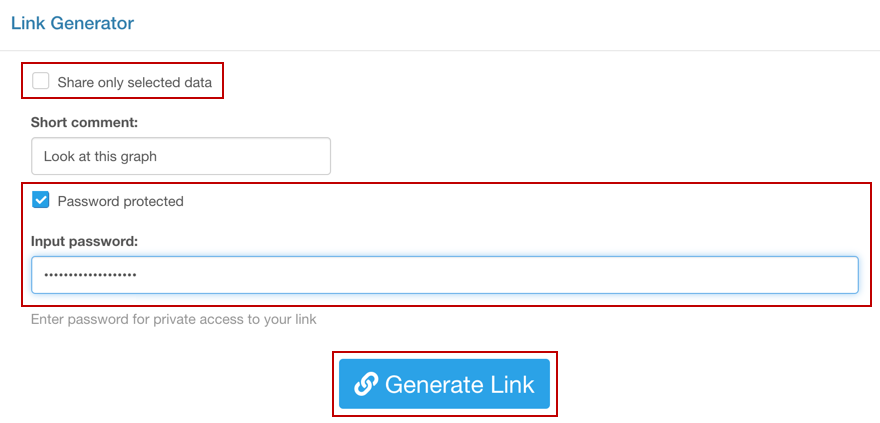 Link Generator
Share only selected data
Short comment:
Look at this graph
Password protected
Input password:
•••••••••••••••••••
Enter password for private access to your link
Generate Link